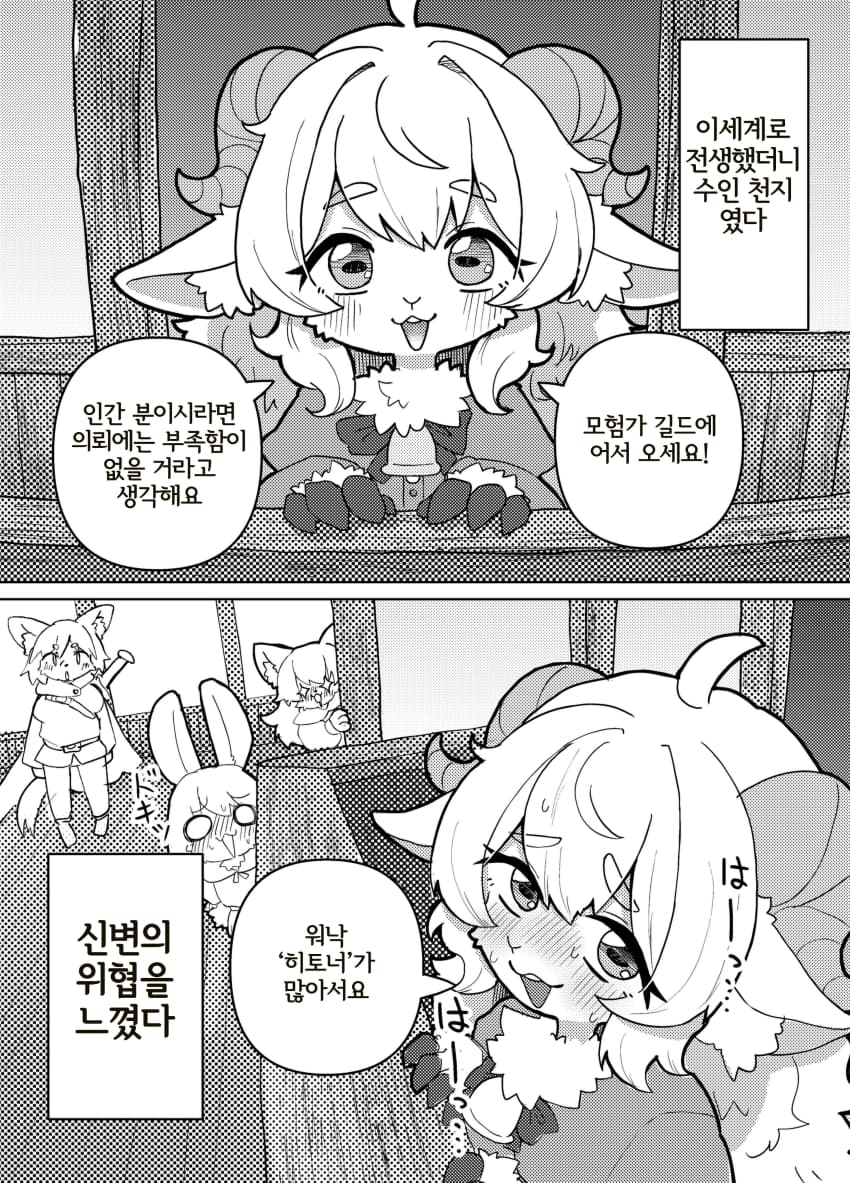 이세계로
전생했더니
수인 천지
였다
모험가 길드에
어서 오세요!
인간 분이시라면
의뢰에는 부족함이
없을 거라고
생각해요
ドキッ
はーっ…
워낙
‘히토너’가
많아서요
はーっ…
신변의
위협을
느꼈다